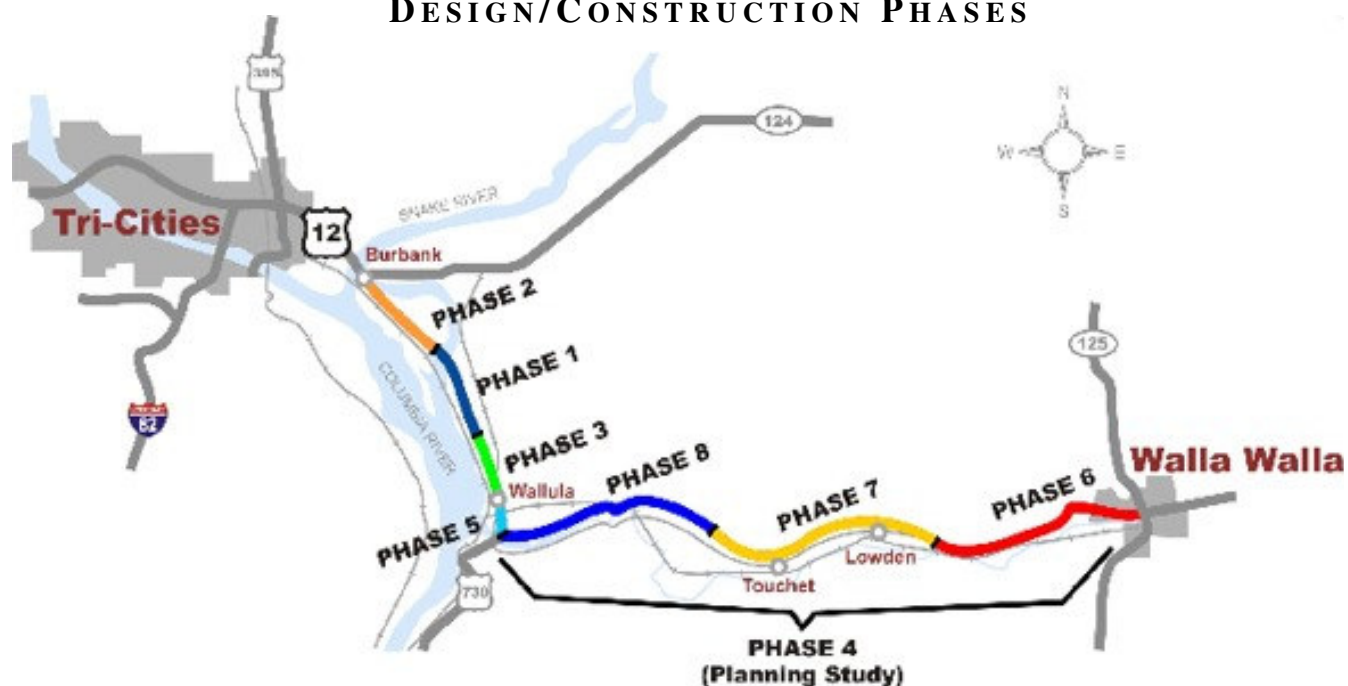 DESIGN/CONSTRUCTION PHASES
395
N
124
W E
S
SNAKE RIVER
Tri-Cities
12
Burbank
PHASE 2
125
PHASE 1
COLUMBIA RIVER
82
PHASE 3
Walla Walla
PHASE 8
Wallula
PHASE 6
PHASE 7
PHASE 5
Lowden
Touchet
730
PHASE 4
(Planning Study)